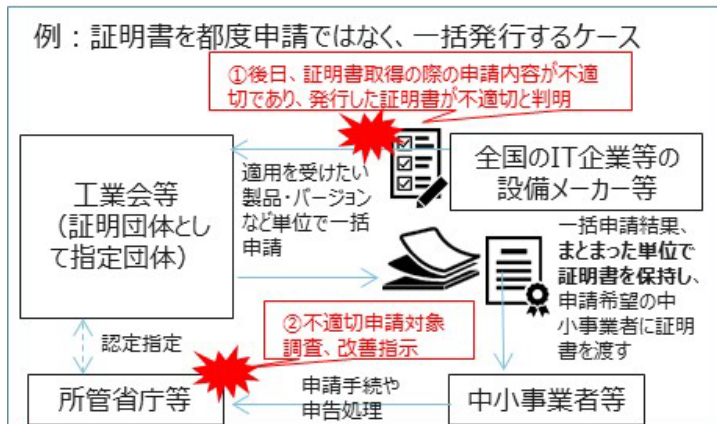 例：証明書を都度申請ではなく、一括発行するケース
①後日、証明書取得の際の申請内容が不適
切であり、発行した証明書が不適切と判明
工業会等
（証明団体とし
て指定団体）
適用を受けたい
製品・バージョン
など単位で一括
申請
全国のIT企業等の
設備メーカー等
一括申請結果、
まとまった単位で
証明書を保持し、
申請希望の中
小事業者に証明
書を渡す
②不適切申請対象
調査、改善指示
認定指定
所管省庁等
申請手続や
申告処理
中小事業者等